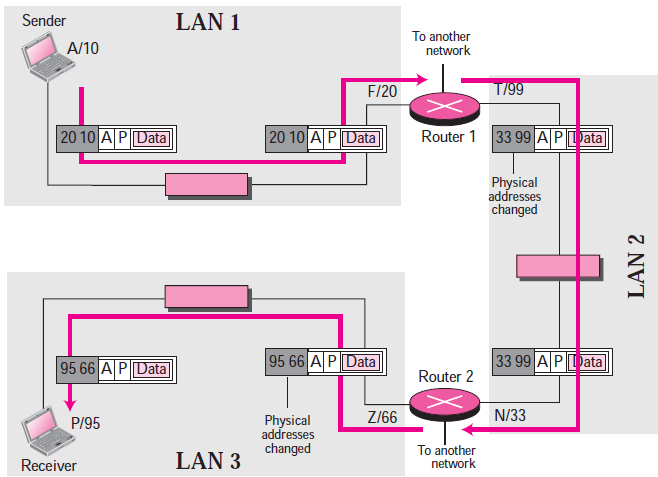 Sender
LAN 1
A/10
To another
network
F/20
T/99
20 10 A P Data
20 10 A P Data
Router 1
33 99 A P Data
Physical
addresses
changed
LAN 2
95 66 A P Data
95 66 A P Data
33 99 A P Data
Router 2
P/95
Physical
addresses
changed
Z/66
N/33
To another
network
Receiver
LAN 3